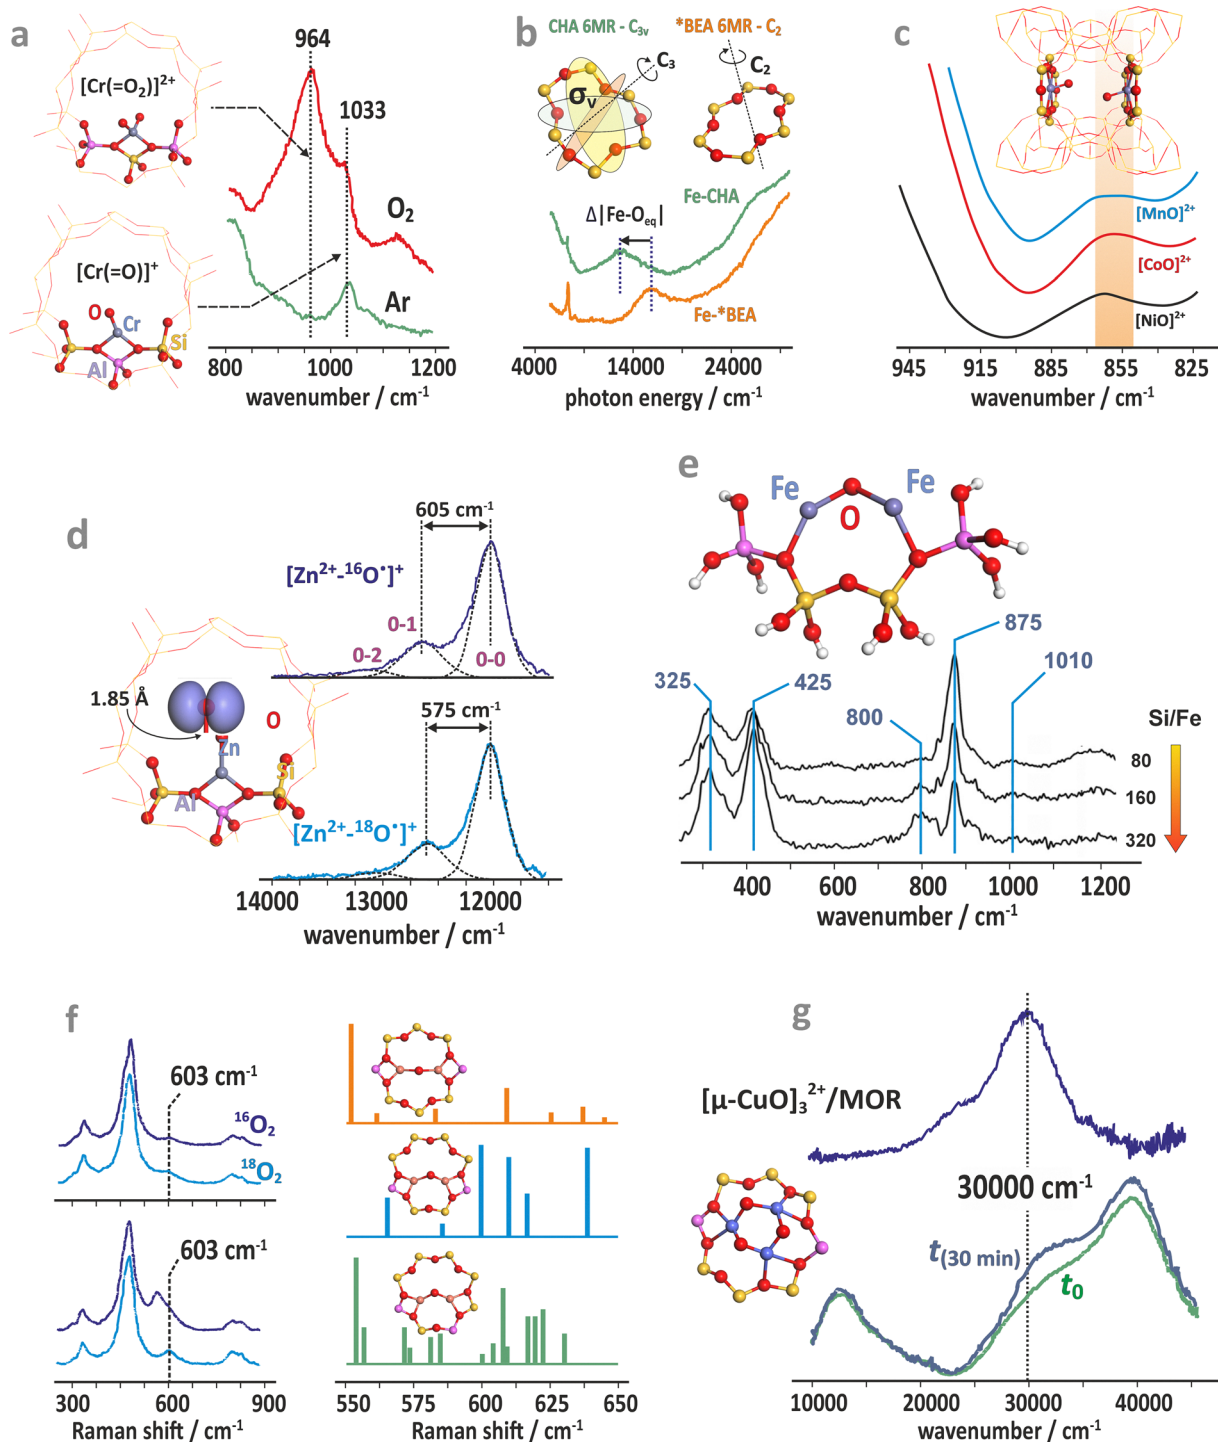 a
964
1033
[Cr(=O₂)]²⁺
[Cr(=O)]⁺
O
Cr
Si
Al
O₂
Ar
800 1000 1200
wavenumber / cm⁻¹
b
CHA 6MR - C₃ᵥ
*BEA 6MR - C₂
C₃
C₂
σᵥ
Fe-CHA
Δ|Fe-Oeq|
Fe-*BEA
4000 14000 24000
photon energy / cm⁻¹
c
[MnO]²⁺
[CoO]²⁺
[NiO]²⁺
945 915 885 855 825
wavenumber / cm⁻¹
d
605 cm⁻¹
[Zn²⁺-¹⁶O•]⁺
0-1
0-2
0-0
1.85 Å
O
Zn
Si
Al
575 cm⁻¹
[Zn²⁺-¹⁸O•]⁺
14000 13000 12000
wavenumber / cm⁻¹
e
Fe
Fe
O
875
325
425
1010
800
Si/Fe
80
160
320
400 600 800 1000 1200
wavenumber / cm⁻¹
f
603 cm⁻¹
¹⁶O₂
¹⁸O₂
603 cm⁻¹
300 600 900
Raman shift / cm⁻¹
550 575 600 625 650
Raman shift / cm⁻¹
g
[μ-CuO]₃²⁺/MOR
30000 cm⁻¹
t(30 min)
t₀
10000 20000 30000 40000
wavenumber / cm⁻¹